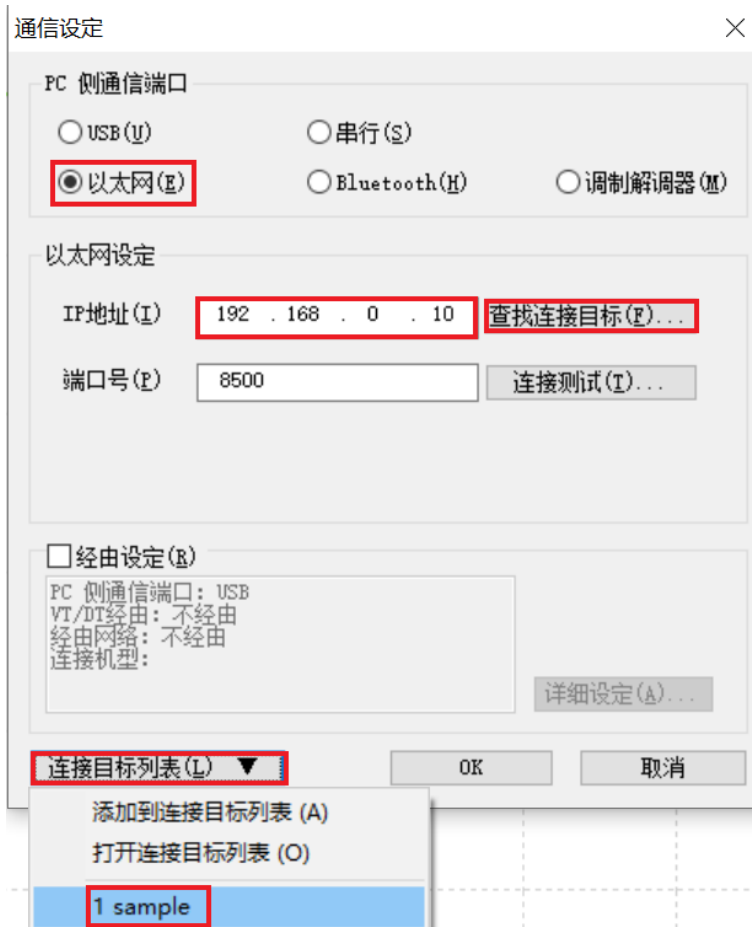 通信设定
PC 侧通信端口
USB(U) 串行(S)
以太网(E) Bluetooth(H) 调制解调器(M)
以太网设定
IP地址(I) 192 . 168 . 0 . 10 查找连接目标(F)...
端口号(P) 8500 连接测试(T)...
经由设定(R)
PC 侧通信端口: USB
VT/DT经由: 不经由
经由网络: 不经由
连接机型:
详细设定(A)...
连接目标列表(L) ▼ OK 取消
添加到连接目标列表 (A)
打开连接目标列表 (O)
1 sample